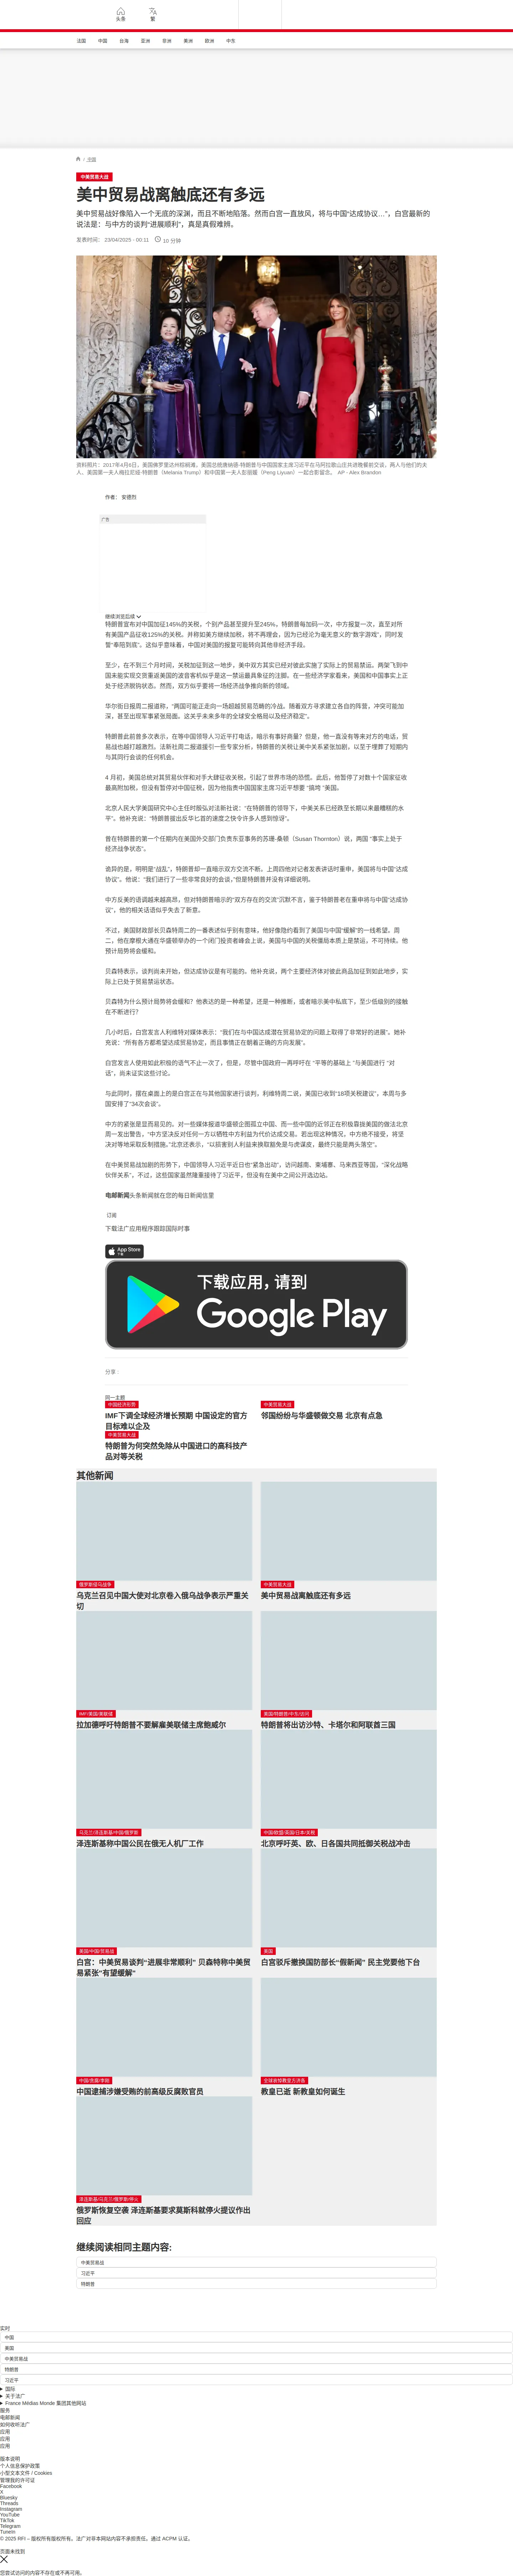 头条
繁
法国 中国 台海 亚洲 非洲 美洲 欧洲 中东
/ 中国
中美贸易大战
美中贸易战离触底还有多远
美中贸易战好像陷入一个无底的深渊，而且不断地陷落。然而白宫一直放风，将与中国“达成协议…”，白宫最新的
说法是：与中方的谈判“进展顺利”，真是真假难辨。
发表时间： 23/04/2025 - 00:11 10 分钟
资料照片：2017年4月6日，美国佛罗里达州棕榈滩，美国总统唐纳德·特朗普与中国国家主席习近平在马阿拉歌山庄共进晚餐前交谈，两人与他们的夫
人、美国第一夫人梅拉尼娅·特朗普（Melania Trump）和中国第一夫人彭丽媛（Peng Liyuan）一起合影留念。 AP - Alex Brandon
作者： 安德烈
广告
继续浏览后续
特朗普宣布对中国加征145%的关税，个别产品甚至提升至245%。特朗普每加码一次，中方报复一次，直至对所
有美国产品征收125%的关税。并称如美方继续加税，将不再理会，因为已经沦为毫无意义的“数字游戏”，同时发
誓“奉陪到底”。这似乎意味着，中国对美国的报复可能转向其他非经济手段。
至少，在不到三个月时间，关税加征到这一地步，美中双方其实已经对彼此实施了实际上的贸易禁运。两架飞到中
国未能实现交货重返美国的波音客机似乎是这一禁运最具象征的注脚。在一些经济学家看来，美国和中国事实上正
处于经济脱钩状态。然而，双方似乎要将一场经济战争推向新的领域。
华尔街日报周二报道称，“两国可能正走向一场超越贸易范畴的冷战。随着双方寻求建立各自的阵营，冲突可能加
深，甚至出现军事紧张局面。这关乎未来多年的全球安全格局以及经济稳定”。
特朗普此前曾多次表示，在等中国领导人习近平打电话，暗示有事好商量？但是，他一直没有等来对方的电话，贸
易战也越打越激烈。法新社周二报道援引一些专家分析，特朗普的关税让美中关系紧张加剧，以至于埋葬了短期内
与其同行会谈的任何机会。
4 月初，美国总统对其贸易伙伴和对手大肆征收关税，引起了世界市场的恐慌。此后，他暂停了对数十个国家征收
最高附加税，但没有暂停对中国征税，因为他指责中国国家主席习近平想要 “搞垮 ”美国。
北京人民大学美国研究中心主任时殷弘对法新社说：“在特朗普的领导下，中美关系已经跌至长期以来最糟糕的水
平”。他补充说：“特朗普拔出反华匕首的速度之快令许多人感到惊讶”。
曾在特朗普的第一个任期内在美国外交部门负责东亚事务的苏珊-桑顿（Susan Thornton）说，两国 “事实上处于
经济战争状态”。
诡异的是，明明是“战乱”，特朗普却一直暗示双方交流不断。上周四他对记者发表讲话时重申，美国将与中国“达成
协议”。他说：“我们进行了一些非常良好的会谈。”但是特朗普并没有详细说明。
中方反美的语调越来越高昂，但对特朗普暗示的“双方存在的交流”沉默不言，鉴于特朗普老在重申将与中国“达成协
议”，他的相关话语似乎失去了新意。
不过，美国财政部长贝森特周二的一番表述似乎别有意味，他好像隐约看到了美国与中国“缓解”的一线希望。周
二，他在摩根大通在华盛顿举办的一个闭门投资者峰会上说，美国与中国的关税僵局本质上是禁运，不可持续。他
预计局势将会缓和。
贝森特表示，谈判尚未开始，但达成协议是有可能的。他补充说，两个主要经济体对彼此商品加征到如此地步，实
际上已处于贸易禁运状态。
贝森特为什么预计局势将会缓和？他表达的是一种希望，还是一种推断，或者暗示美中私底下，至少低级别的接触
在不断进行？
几小时后，白宫发言人利维特对媒体表示：“我们在与中国达成潜在贸易协定的问题上取得了非常好的进展”。她补
充说：“所有各方都希望达成贸易协定，而且事情正在朝着正确的方向发展”。
白宫发言人使用如此积极的语气不止一次了，但是，尽管中国政府一再呼吁在 “平等的基础上 ”与美国进行 “对
话”，尚未证实这些讨论。
与此同时，摆在桌面上的是白宫正在与其他国家进行谈判，利维特周二说，美国已收到“18项关税建议”，本周与多
国安排了“34次会谈”。
中方的紧张是显而易见的。对一些媒体报道华盛顿企图孤立中国、而一些中国的近邻正在积极靠拢美国的做法北京
周一发出警告，“中方坚决反对任何一方以牺牲中方利益为代价达成交易。若出现这种情况，中方绝不接受，将坚
决对等地采取反制措施。”北京还表示，“以损害别人利益来换取豁免是与虎谋皮，最终只能是两头落空”。
在中美贸易战加剧的形势下，中国领导人习近平近日也“紧急出动”，访问越南、柬埔寨、马来西亚等国，“深化战略
伙伴关系”，不过，这些国家虽然隆重接待了习近平，但没有在美中之间公开选边站。
电邮新闻头条新闻就在您的每日新闻信里
订阅
下载法广应用程序跟踪国际时事
App Store
下载
下载应用，请到
Google Play
分享 :
同一主题
中国经济形势
IMF下调全球经济增长预期 中国设定的官方
目标难以企及
中美贸易大战
邻国纷纷与华盛顿做交易 北京有点急
中美贸易大战
特朗普为何突然免除从中国进口的高科技产
品对等关税
其他新闻
俄罗斯侵乌战争
乌克兰召见中国大使对北京卷入俄乌战争表示严重关
切
中美贸易大战
美中贸易战离触底还有多远
IMF/美国/美联储
拉加德呼吁特朗普不要解雇美联储主席鲍威尔
美国/特朗普/中东/访问
特朗普将出访沙特、卡塔尔和阿联酋三国
乌克兰/泽连斯基/中国/俄罗斯
泽连斯基称中国公民在俄无人机厂工作
中国/欧盟/英国/日本/关税
北京呼吁英、欧、日各国共同抵御关税战冲击
美国/中国/贸易战
白宫：中美贸易谈判“进展非常顺利” 贝森特称中美贸
易紧张“有望缓解”
美国
白宫驳斥撤换国防部长“假新闻” 民主党要他下台
中国/贪腐/李刚
中国逮捕涉嫌受贿的前高级反腐败官员
全球哀悼教皇方济各
教皇已逝 新教皇如何诞生
泽连斯基/乌克兰/俄罗斯/停火
俄罗斯恢复空袭 泽连斯基要求莫斯科就停火提议作出
回应
继续阅读相同主题内容:
中美贸易战
习近平
特朗普
实时
中国
美国
中美贸易战
特朗普
习近平
国际
关于法广
France Médias Monde 集团其他网站
服务
电邮新闻
如何收听法广
应用
应用
应用
版本说明
个人信息保护政策
小型文本文件 / Cookies
管理我的许可证
Facebook
X
Bluesky
Threads
Instagram
YouTube
TikTok
Telegram
TuneIn
© 2025 RFI – 版权所有版权所有。法广对非本网站内容不承担责任。通过 ACPM 认证。
页面未找到
您尝试访问的内容不存在或不再可用。